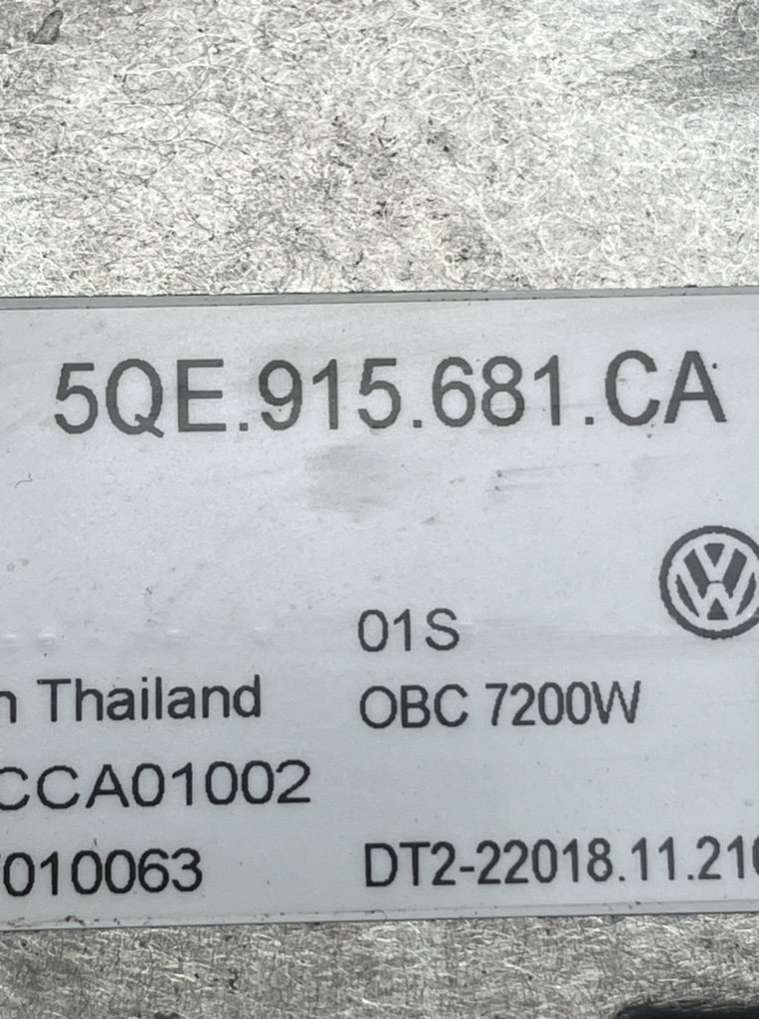 5QE.915.681.CA
01S
Thailand
OBC 7200W
CCA01002
010063
DT2-22018.11.21